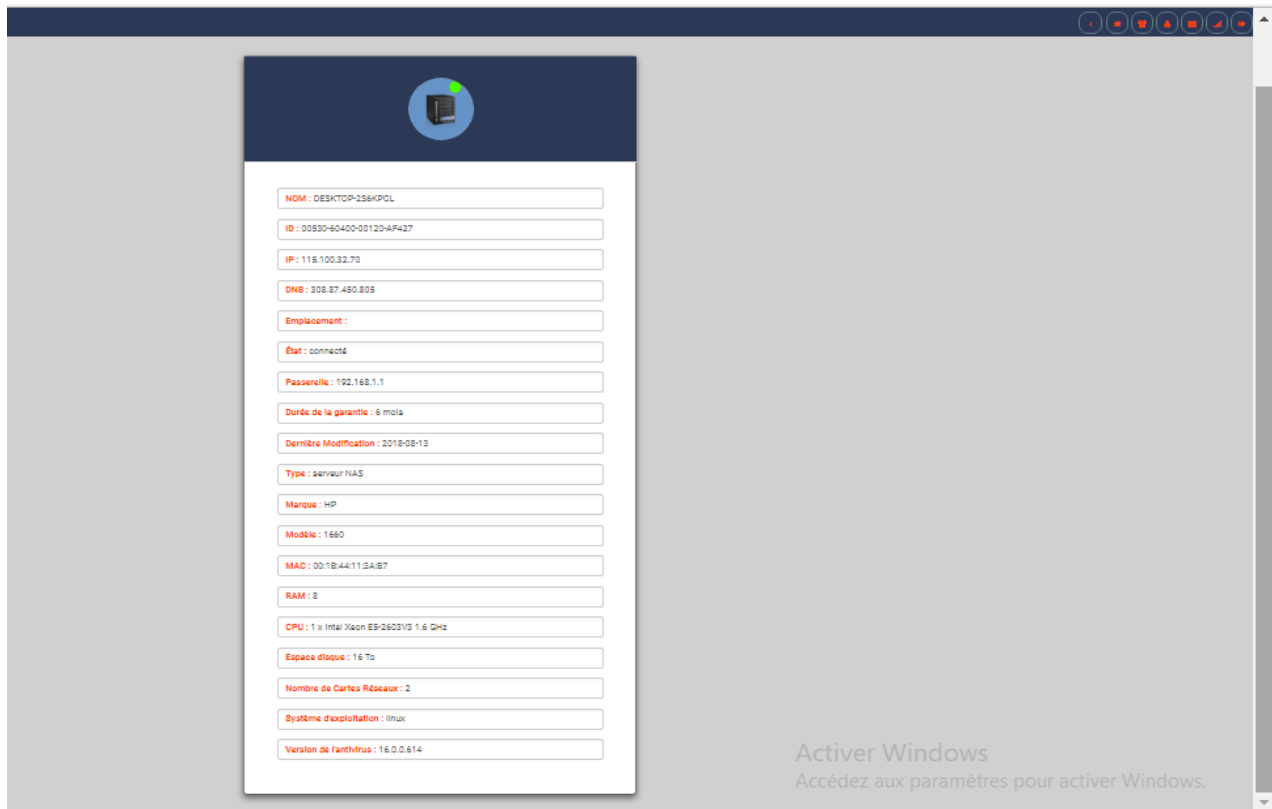 NOM : DESKTOP-2S6KPCL
ID : 00530-60400-00120-AF427
IP : 115.100.32.70
DNS : 308.87.450.805
Emplacement :
État : connecté
Passerelle : 192.168.1.1
Durée de la garantie : 6 mois
Dernière Modification : 2018-08-13
Type : serveur NAS
Marque : HP
Modèle : 1660
MAC : 00:1B:44:11:3A:B7
RAM : 8
CPU : 1 x Intel Xeon E5-2603V3 1.6 GHz
Espace disque : 16 To
Nombre de Cartes Réseaux : 2
Système d'exploitation : linux
Version de l'antivirus : 16.0.0.614
Activer Windows
Accédez aux paramètres pour activer Windows.